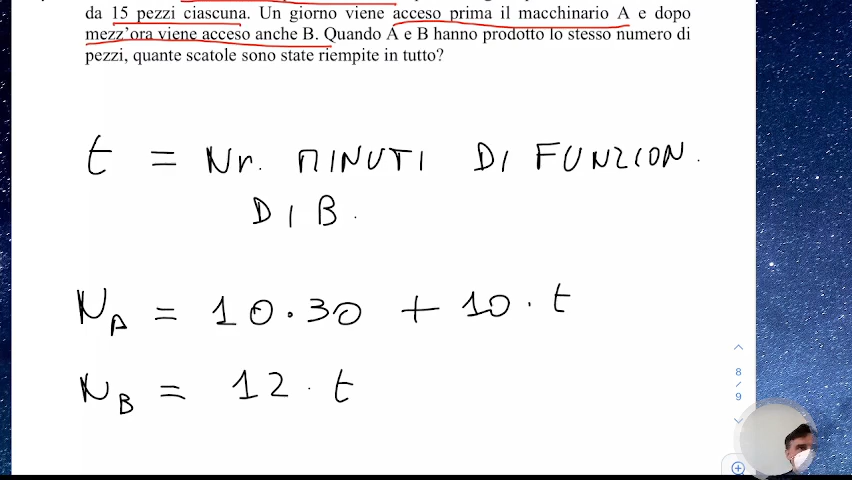 da 15 pezzi ciascuna. Un giorno viene acceso prima il macchinario A e dopo
mezz'ora viene acceso anche B. Quando A e B hanno prodotto lo stesso numero di
pezzi, quante scatole sono state riempite in tutto?
t = Nr. MINUTI DI FUNZION.
DI B.
N_A = 10·30 + 10·t
N_B = 12·t
8
/
9